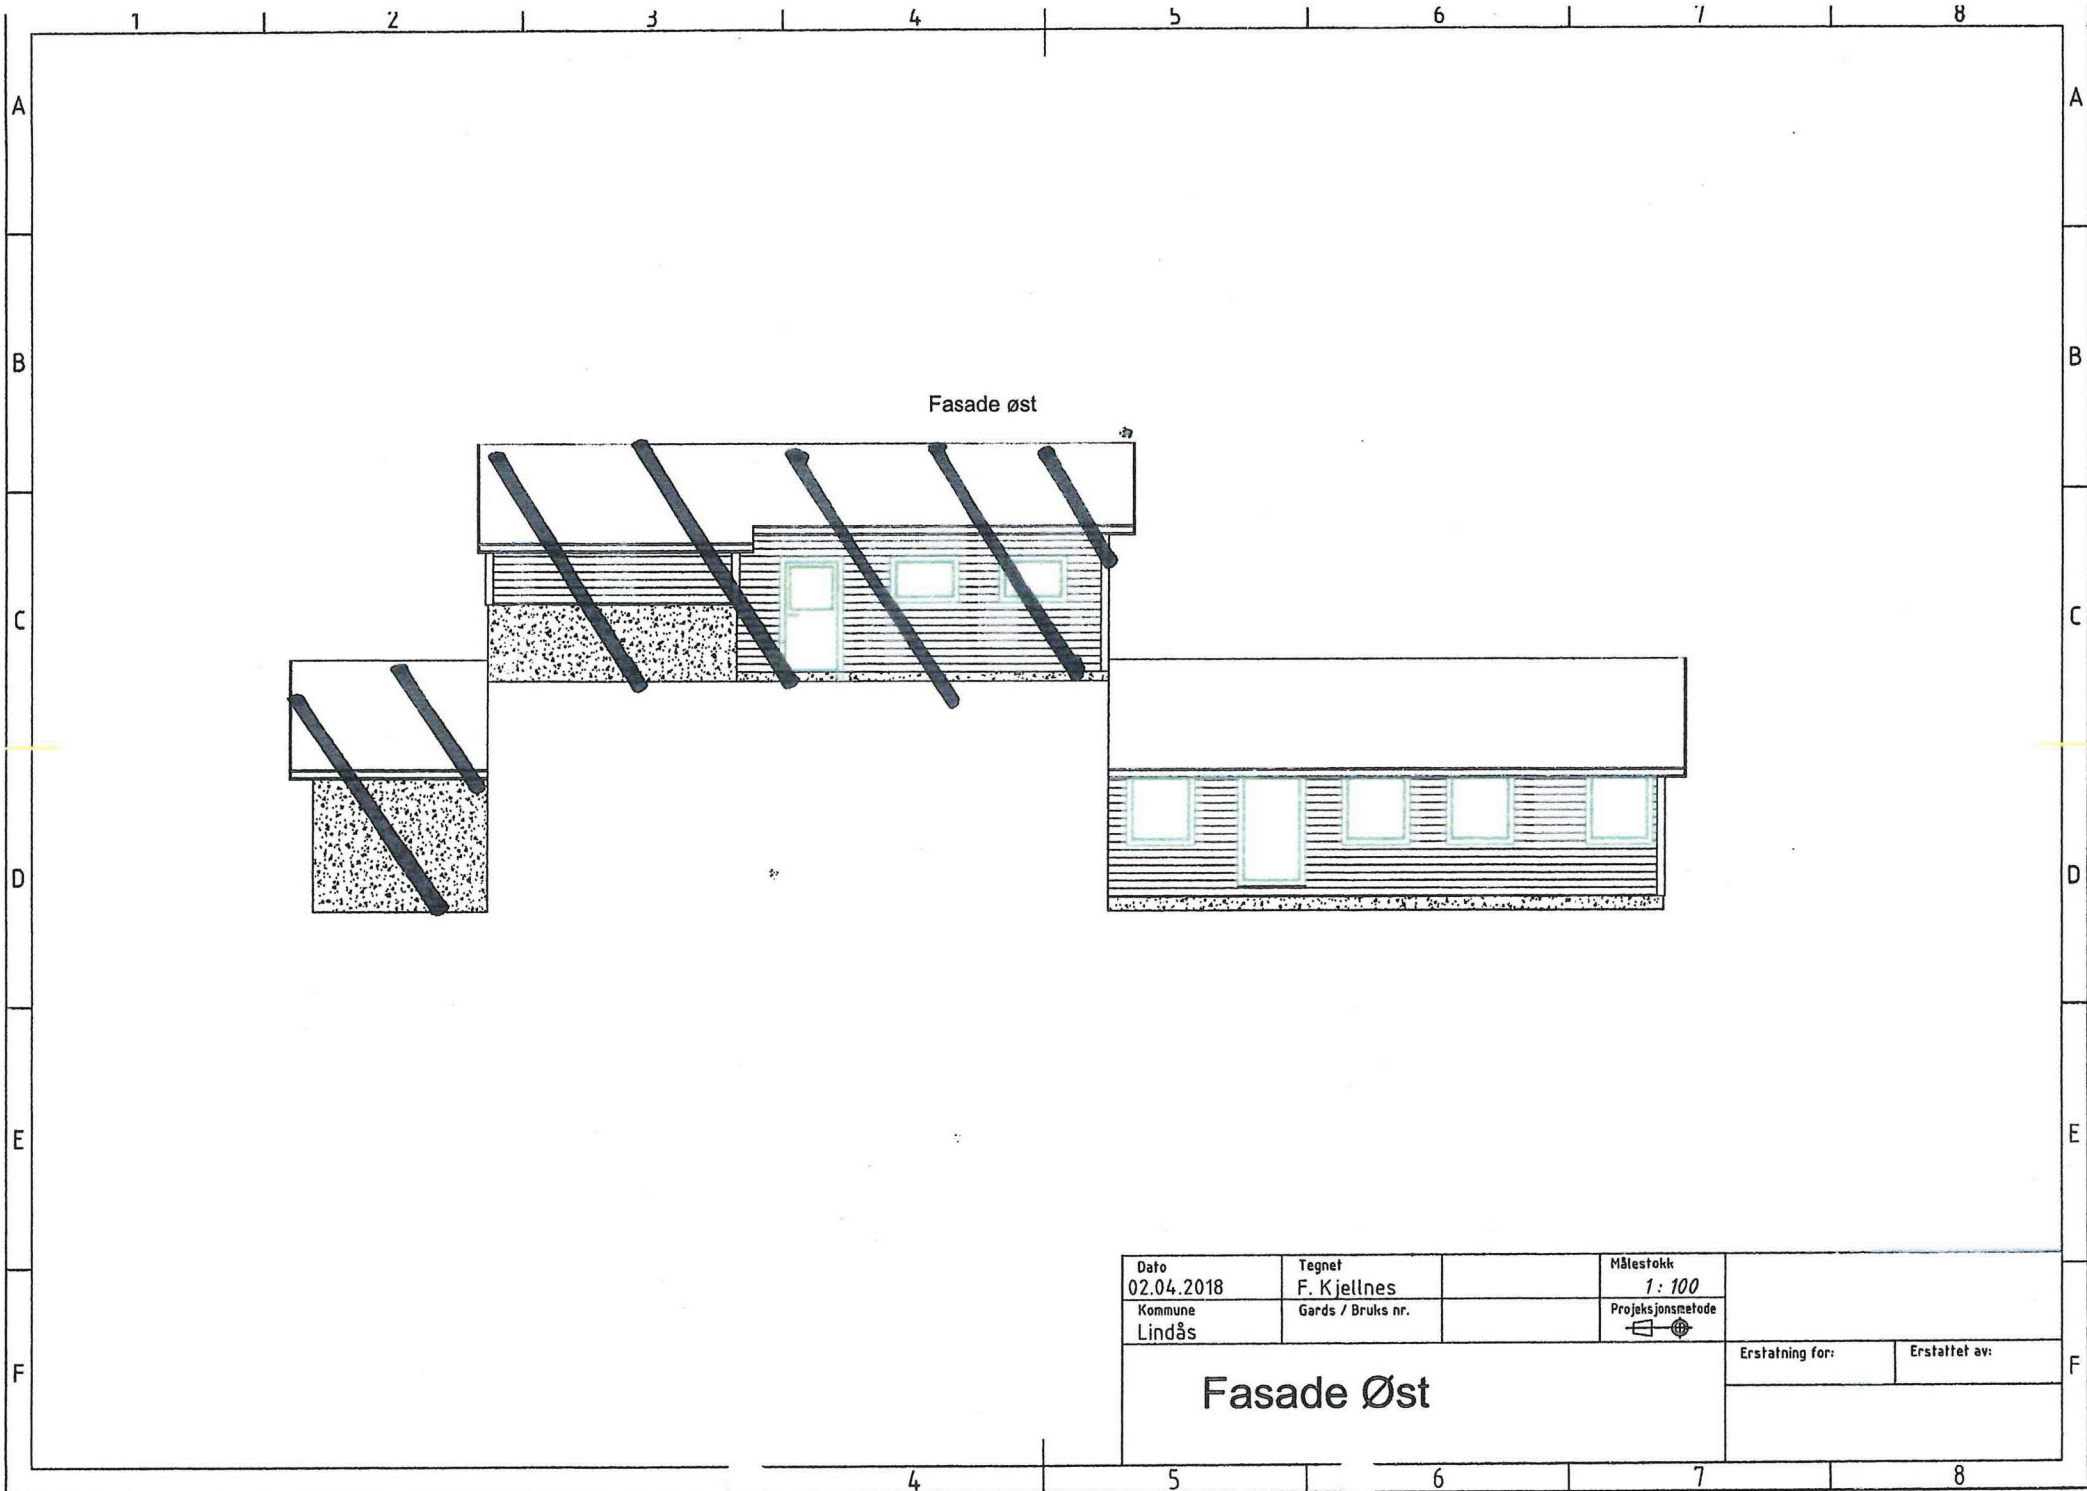 1 2 3 4 5 6 7 8
A A
B B
Fasade øst
C C
D D
E E
Dato Tegnet Målestokk
02.04.2018 F. Kjellnes 1 : 100
Kommune Gards / Bruks nr. Projeksjonsmetode
Lindås
Erstatning for: Erstattet av:
F F
Fasade Øst
4 5 6 7 8